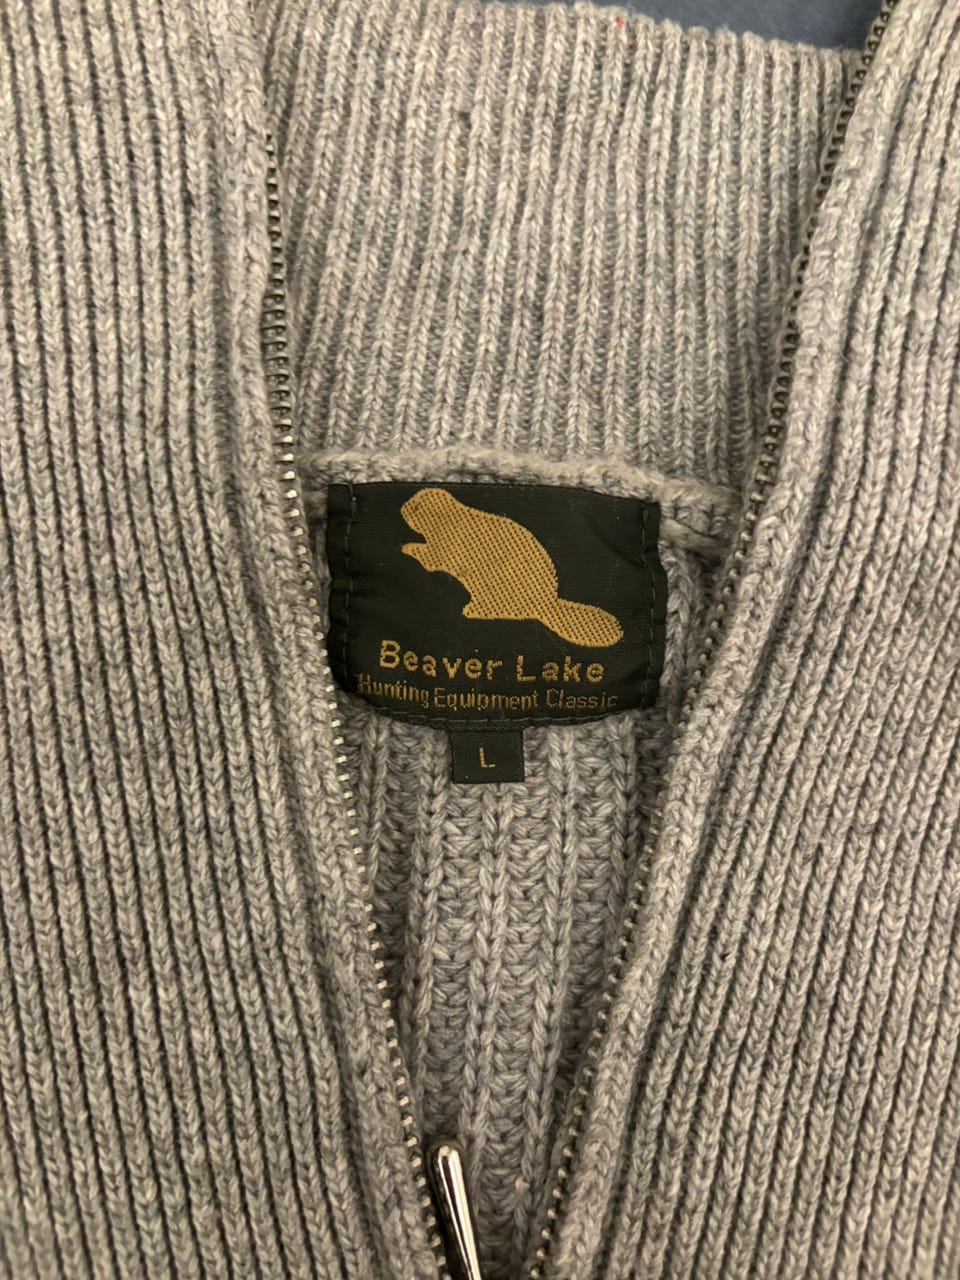 Beaver Lake
Hunting Equipment Classic
L